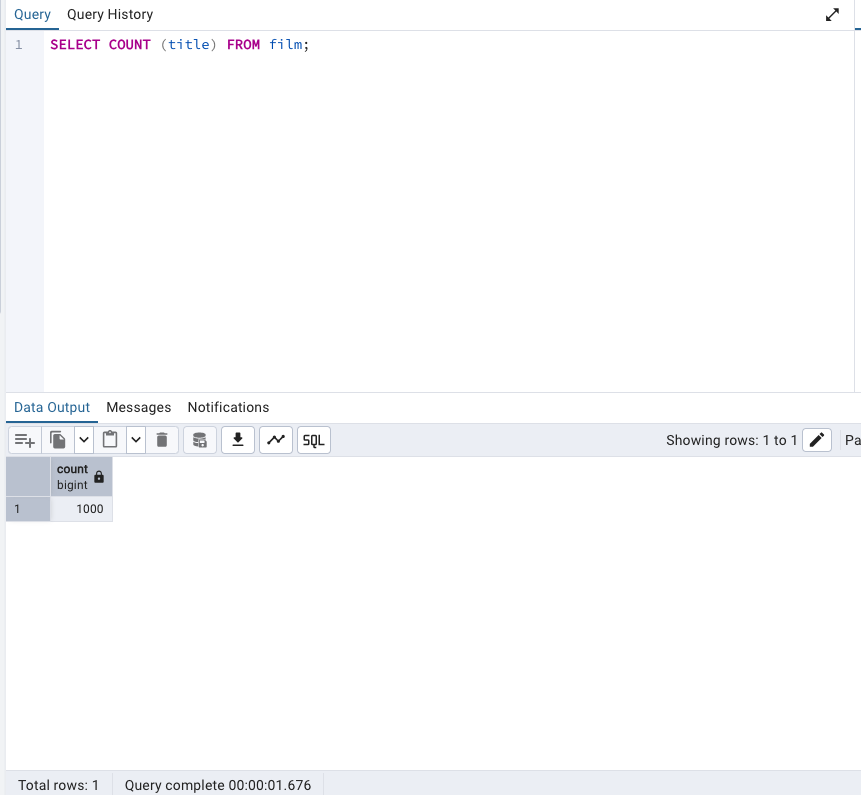 Query Query History
1 SELECT COUNT (title) FROM film;
Data Output Messages Notifications
SQL Showing rows: 1 to 1 Pa
count
bigint
1 1000
Total rows: 1 Query complete 00:00:01.676